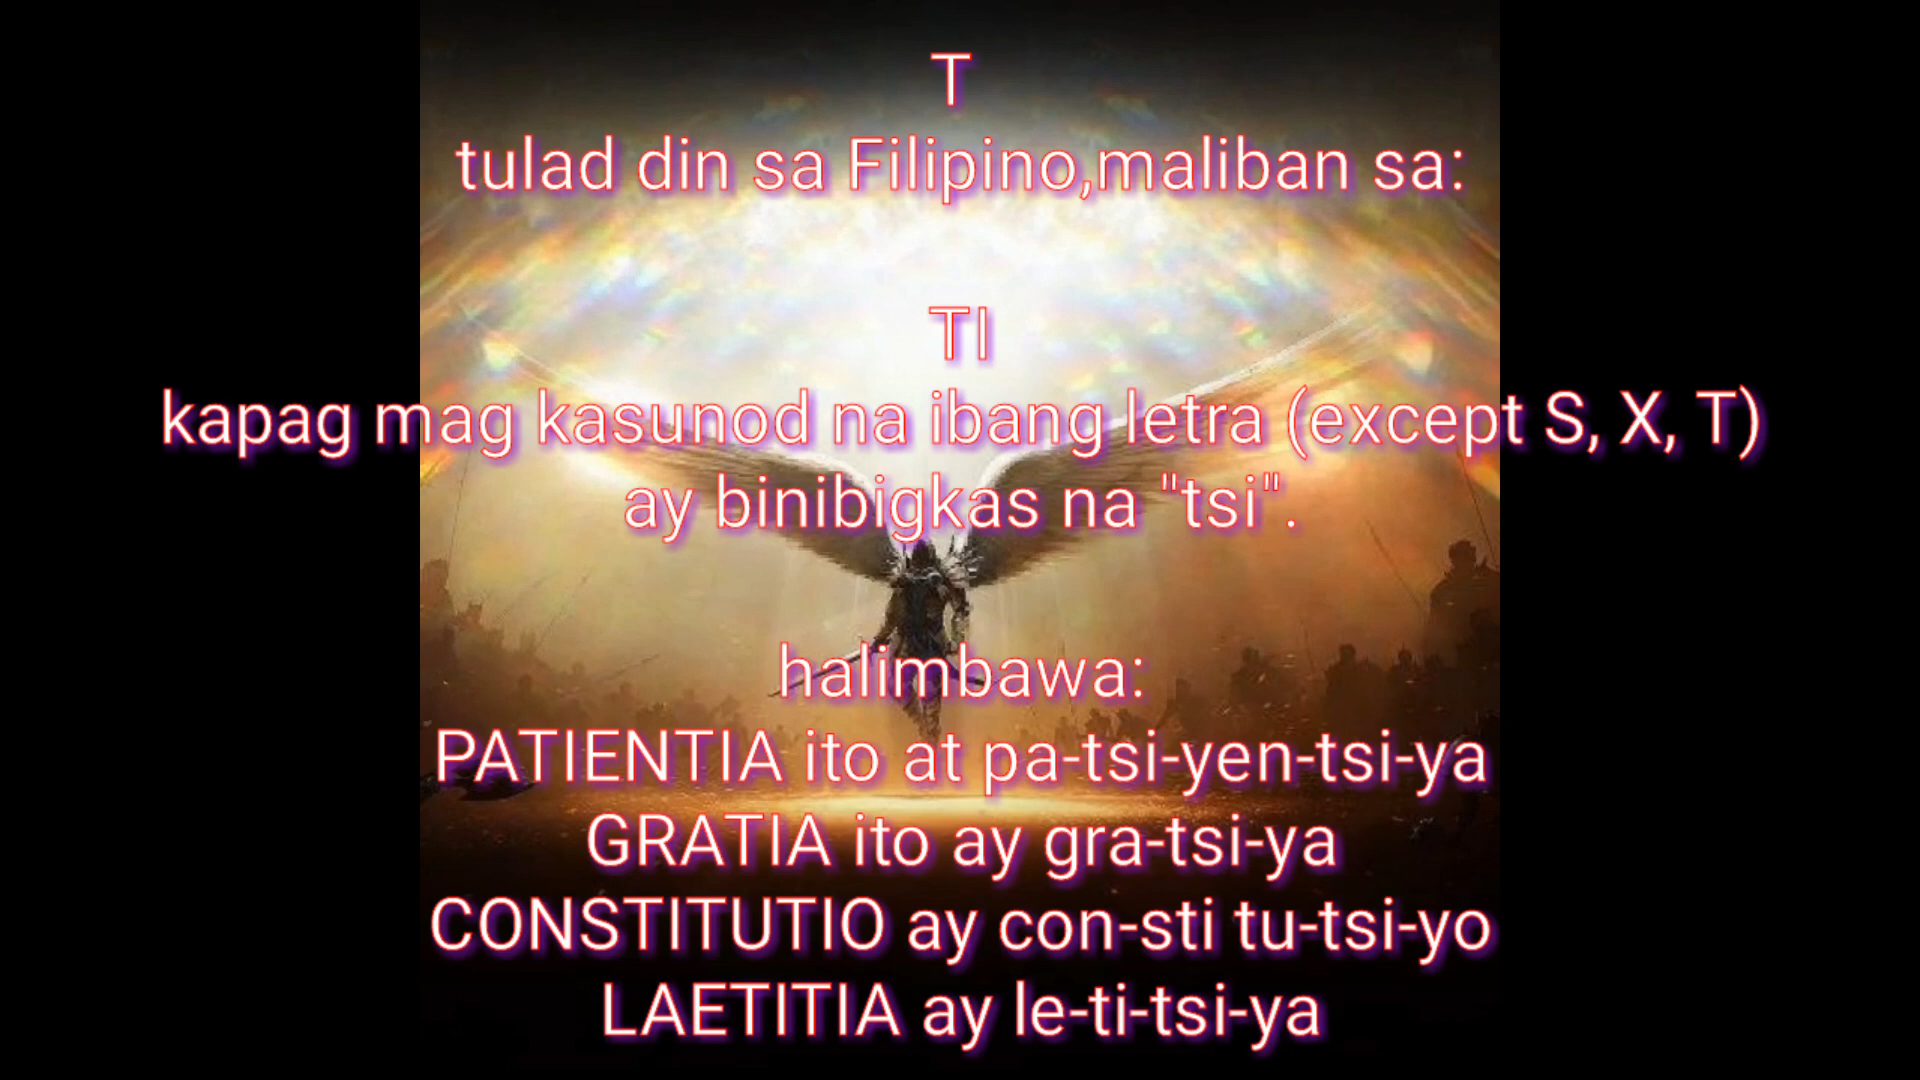 T
tulad din sa Filipino,maliban sa:
TI
kapag mag kasunod na ibang letra (except S, X, T)
ay binibigkas na "tsi".
halimbawa:
PATIENTIA ito at pa-tsi-yen-tsi-ya
GRATIA ito ay gra-tsi-ya
CONSTITUTIO ay con-sti tu-tsi-yo
LAETITIA ay le-ti-tsi-ya